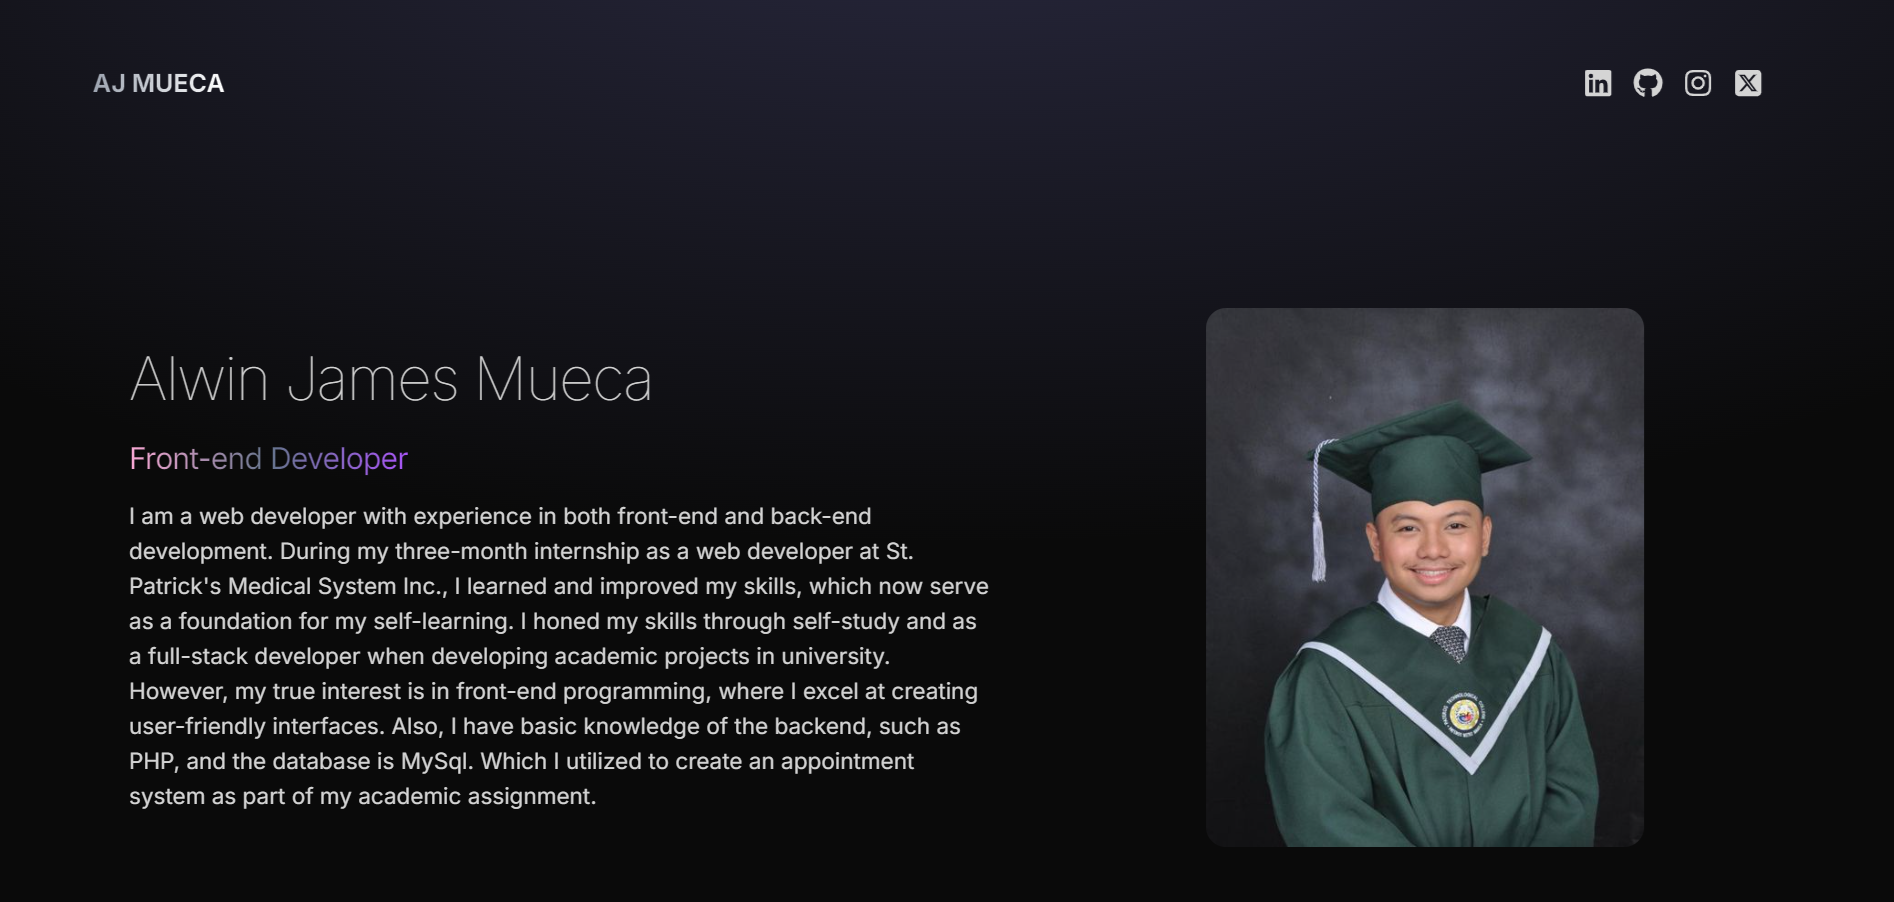 AJ MUECA
Alwin James Mueca
Front-end Developer
I am a web developer with experience in both front-end and back-end
development. During my three-month internship as a web developer at St.
Patrick's Medical System Inc., I learned and improved my skills, which now serve
as a foundation for my self-learning. I honed my skills through self-study and as
a full-stack developer when developing academic projects in university.
However, my true interest is in front-end programming, where I excel at creating
user-friendly interfaces. Also, I have basic knowledge of the backend, such as
PHP, and the database is MySql. Which I utilized to create an appointment
system as part of my academic assignment.